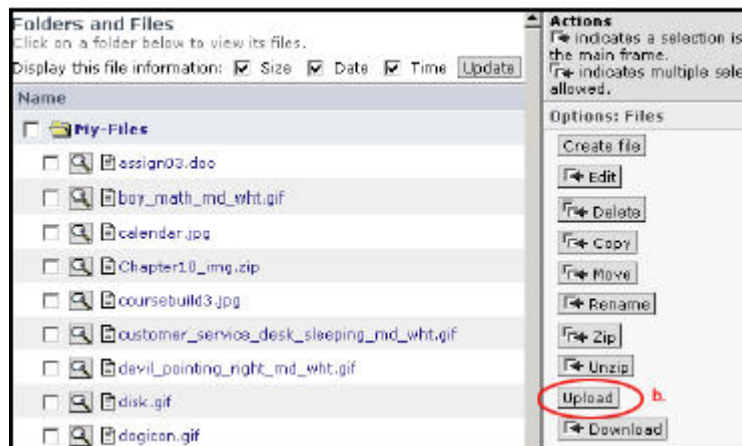 Folders and Files
Click on a folder below to view its files.
Display this file information: Size Date Time Update
Name
My-Files
assign03.doc
boy_math_md_wht.gif
calendar.jpg
Chapter10_img.zip
coursebuild3.jpg
customer_service_desk_sleeping_md_wht.gif
devil_pointing_right_md_wht.gif
disk.gif
dogicon.gif
Actions
indicates a selection is
the main frame.
indicates multiple sele
allowed.
Options: Files
Create file
Edit
Delete
Copy
Move
Rename
Zip
Unzip
Upload b.
Download